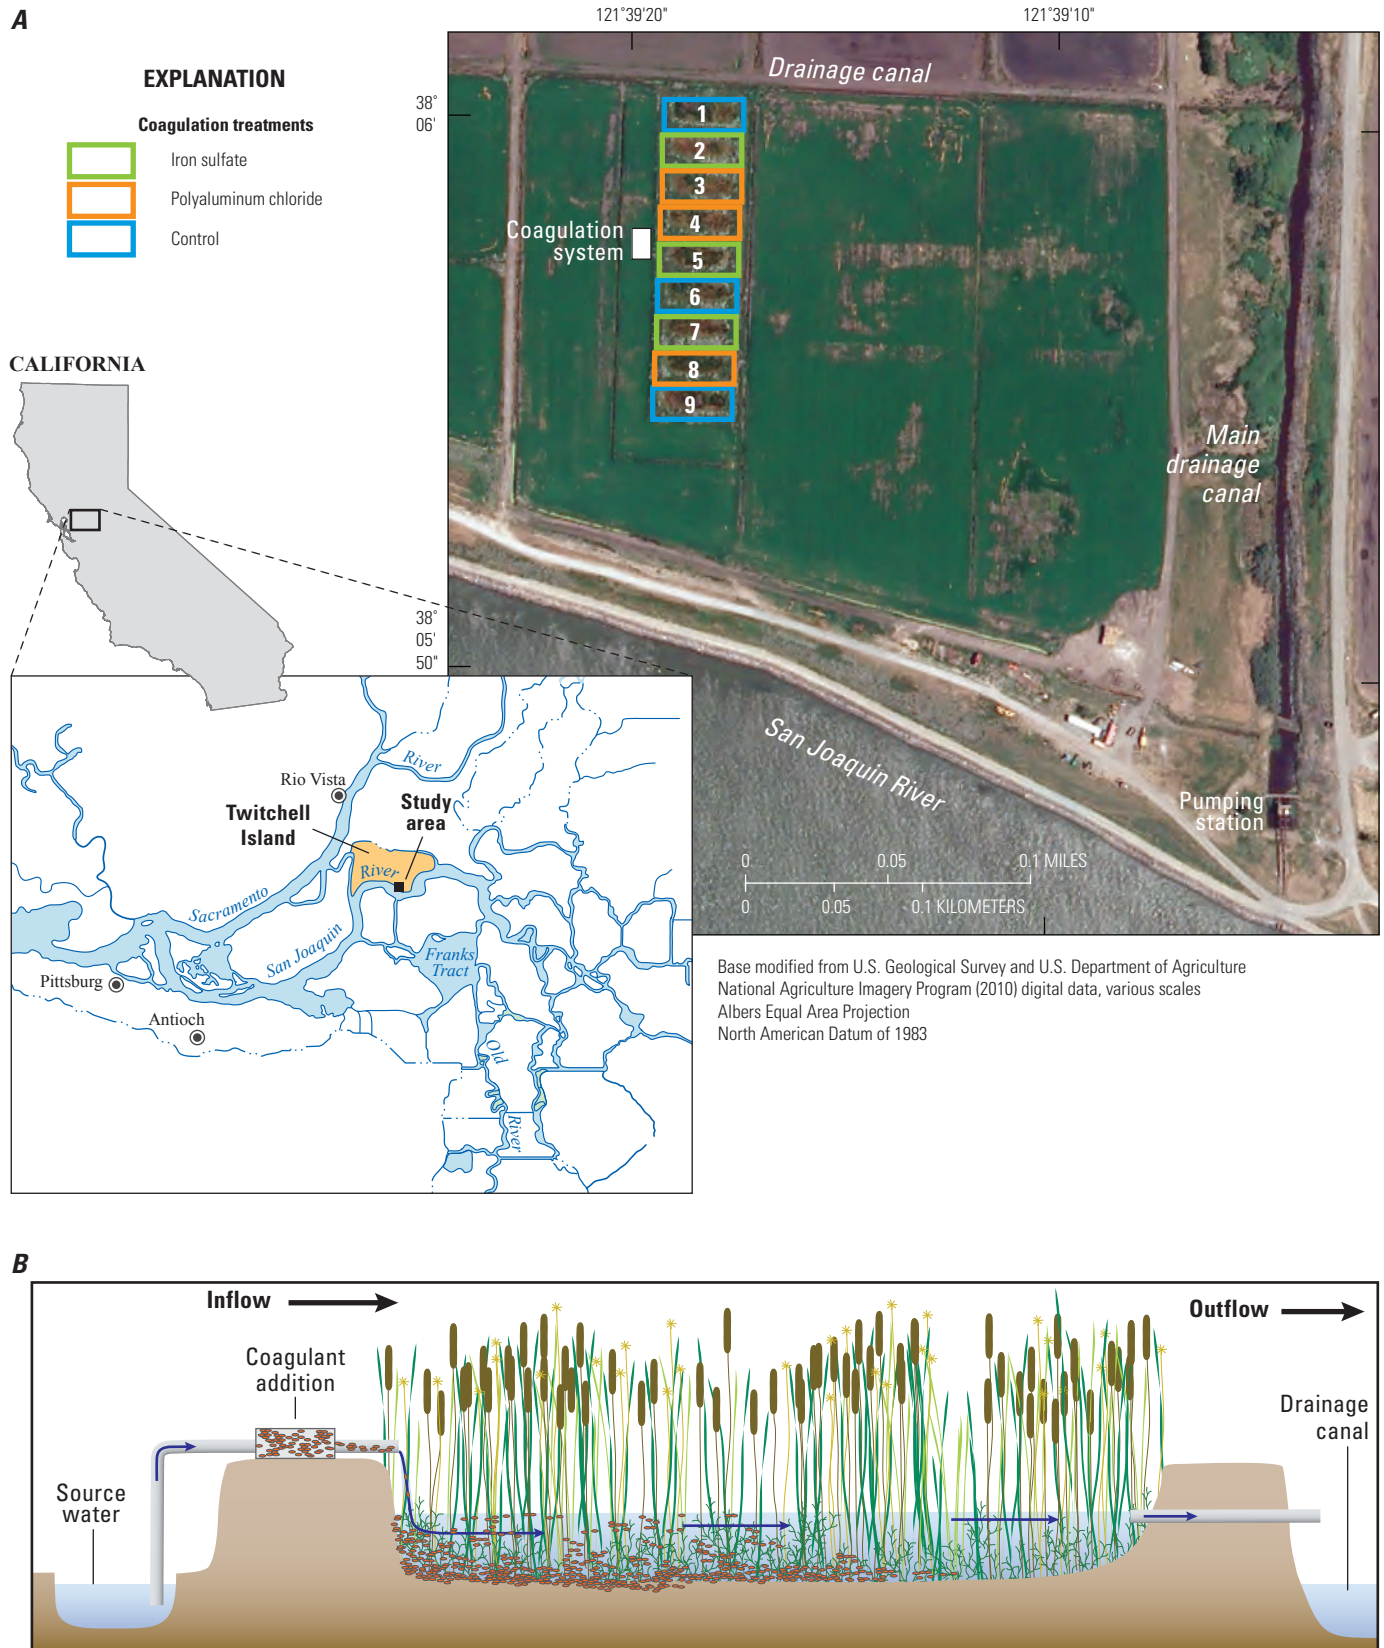 A
EXPLANATION
Coagulation treatments
Iron sulfate
Polyaluminum chloride
Control
CALIFORNIA
121°39'20"
121°39'10"
38°
06'
38°
05'
50"
Drainage canal
1
2
3
4
5
6
7
8
9
Coagulation
system
Main
drainage
canal
San Joaquin River
Pumping
station
0 0.05 0.1 MILES
0 0.05 0.1 KILOMETERS
Rio Vista
River
Twitchell
Island
Study
area
River
Sacramento
San Joaquin
Franks
Tract
Pittsburg
Antioch
Old
River
Base modified from U.S. Geological Survey and U.S. Department of Agriculture
National Agriculture Imagery Program (2010) digital data, various scales
Albers Equal Area Projection
North American Datum of 1983
B
Inflow
Outflow
Coagulant
addition
Source
water
Drainage
canal